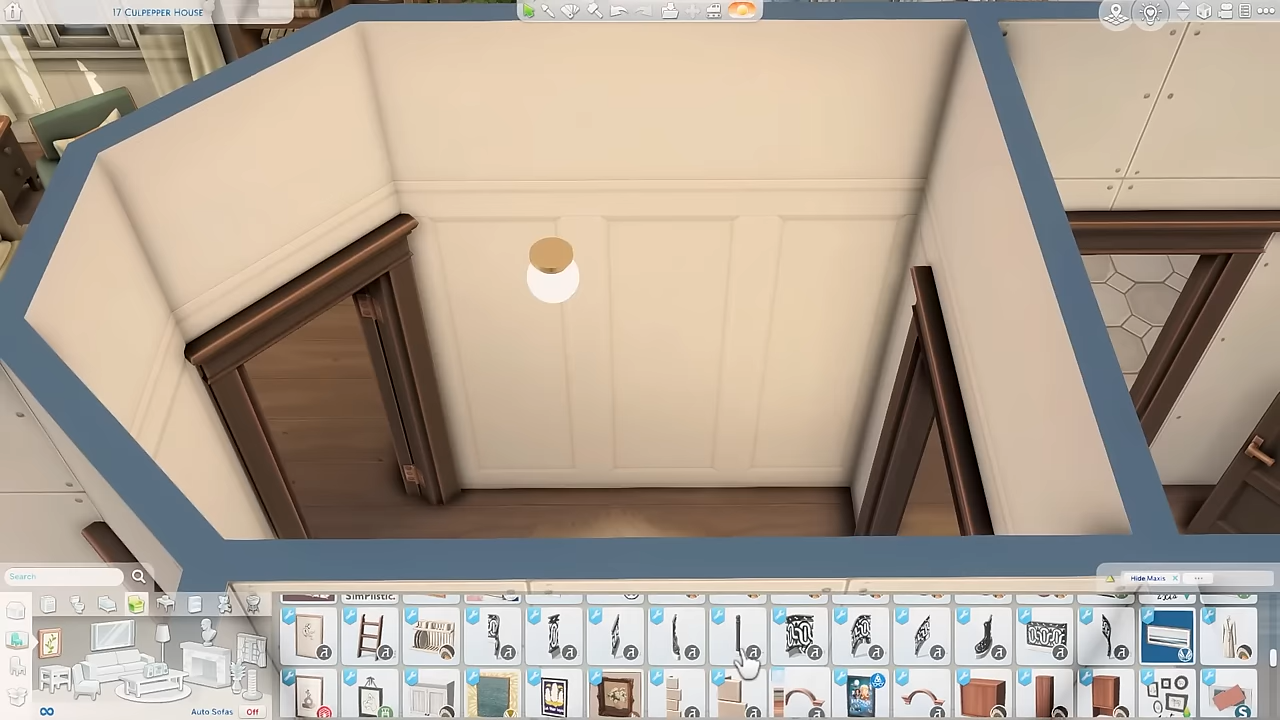 17 CULPEPPER HOUSE
Search
Hide Maxis
SIMPLISTIC.
Auto Sofas Off